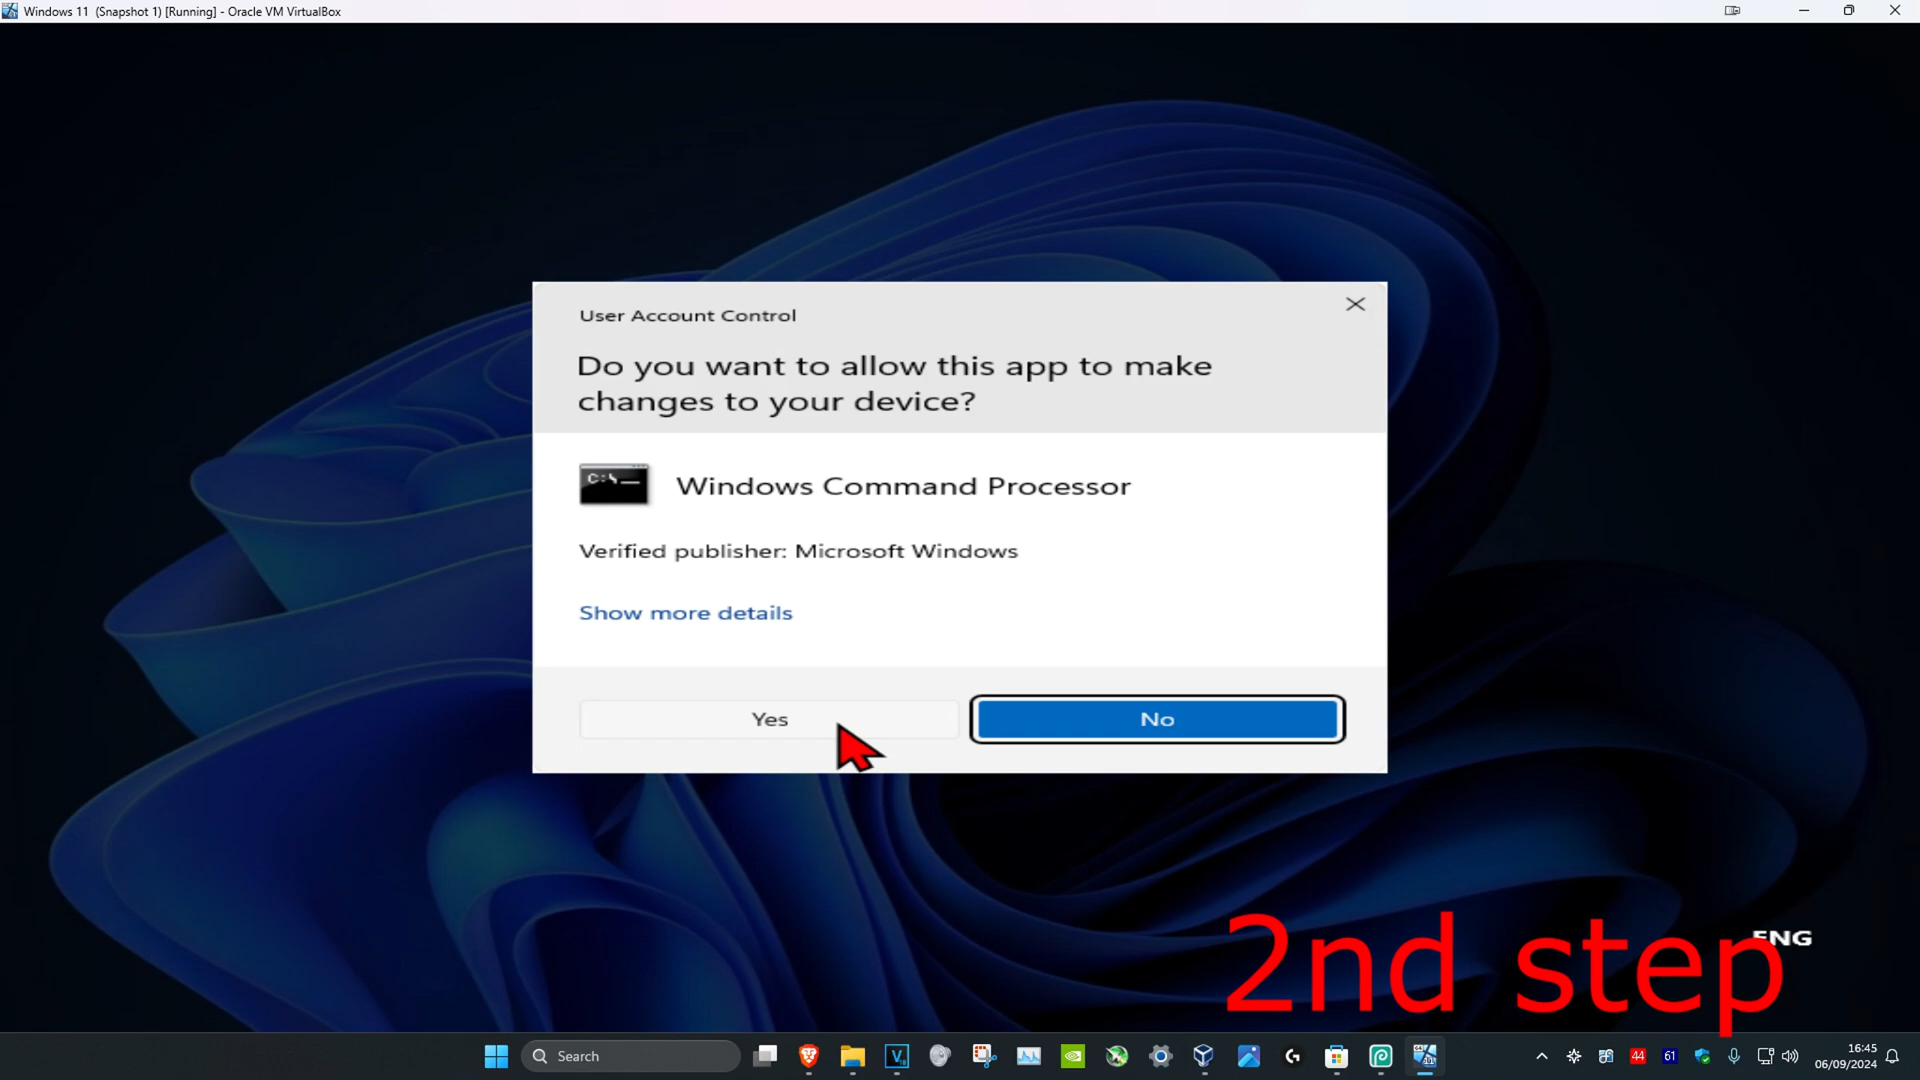 Windows 11 (Snapshot 1) [Running] - Oracle VM VirtualBox
User Account Control
Do you want to allow this app to make
changes to your device?
C:\_
Windows Command Processor
Verified publisher: Microsoft Windows
Show more details
Yes
No
ENG
2nd step
Search
44
61
16:45
06/09/2024